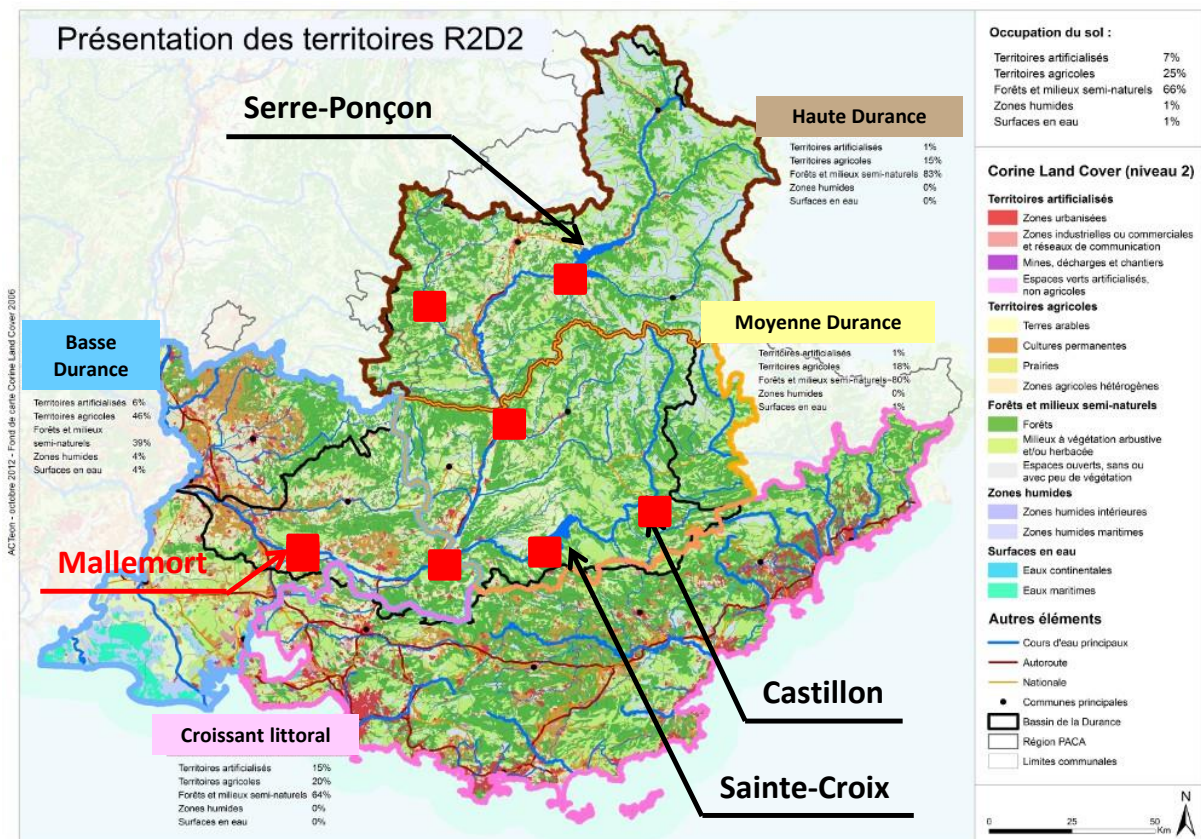 Présentation des territoires R2D2
Serre-Ponçon
Haute Durance
Territoires artificialisés 1%
Territoires agricoles 15%
Forêts et milieux semi-naturels 83%
Zones humides 0%
Surfaces en eau 0%
Moyenne Durance
Territoires artificialisés 1%
Territoires agricoles 18%
Forêts et milieux semi-naturels 80%
Zones humides 0%
Surfaces en eau 1%
Basse
Durance
Territoires artificialisés 6%
Territoires agricoles 46%
Forêts et milieux
semi-naturels 39%
Zones humides 4%
Surfaces en eau 4%
Mallemort
Castillon
Sainte-Croix
Croissant littoral
Territoires artificialisés 15%
Territoires agricoles 20%
Forêts et milieux semi-naturels 64%
Zones humides 0%
Surfaces en eau 0%
ACTeon - octobre 2012 - Fond de carte Corine Land Cover 2006
Occupation du sol :
Territoires artificialisés 7%
Territoires agricoles 25%
Forêts et milieux semi-naturels 66%
Zones humides 1%
Surfaces en eau 1%
Corine Land Cover (niveau 2)
Territoires artificialisés
Zones urbanisées
Zones industrielles ou commerciales
et réseaux de communication
Mines, décharges et chantiers
Espaces verts artificialisés,
non agricoles
Territoires agricoles
Terres arables
Cultures permanentes
Prairies
Zones agricoles hétérogènes
Forêts et milieux semi-naturels
Forêts
Milieux à végétation arbustive
et/ou herbacée
Espaces ouverts, sans ou
avec peu de végétation
Zones humides
Zones humides intérieures
Zones humides maritimes
Surfaces en eau
Eaux continentales
Eaux maritimes
Autres éléments
Cours d'eau principaux
Autoroute
Nationale
Communes principales
Bassin de la Durance
Région PACA
Limites communales
N
0 25 50
Km